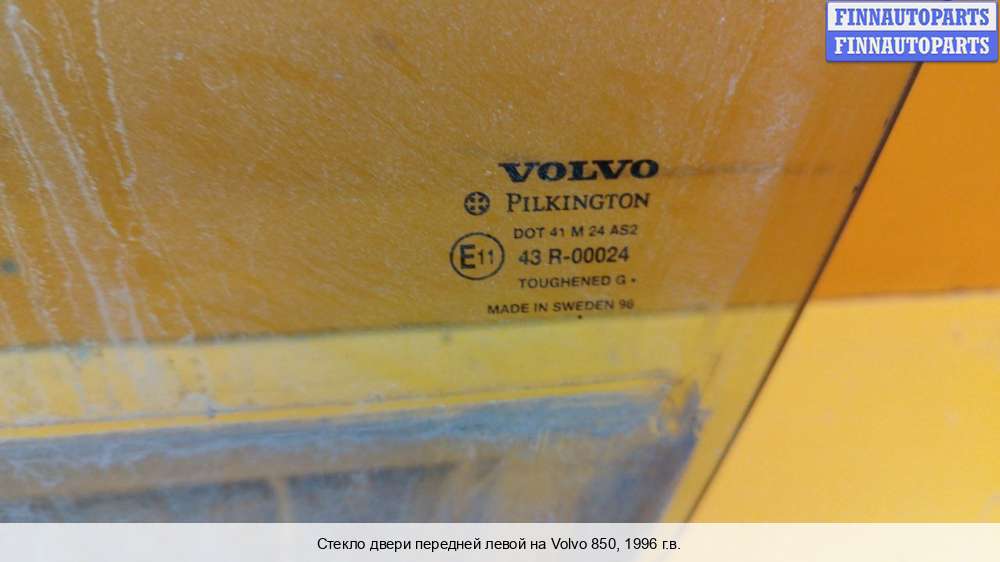 FINNAUTOPARTS
FINNAUTOPARTS
VOLVO
PILKINGTON
DOT 41 M 24 AS2
E11 43 R-00024
TOUGHENED G •
MADE IN SWEDEN 96
Стекло двери передней левой на Volvo 850, 1996 г.в.